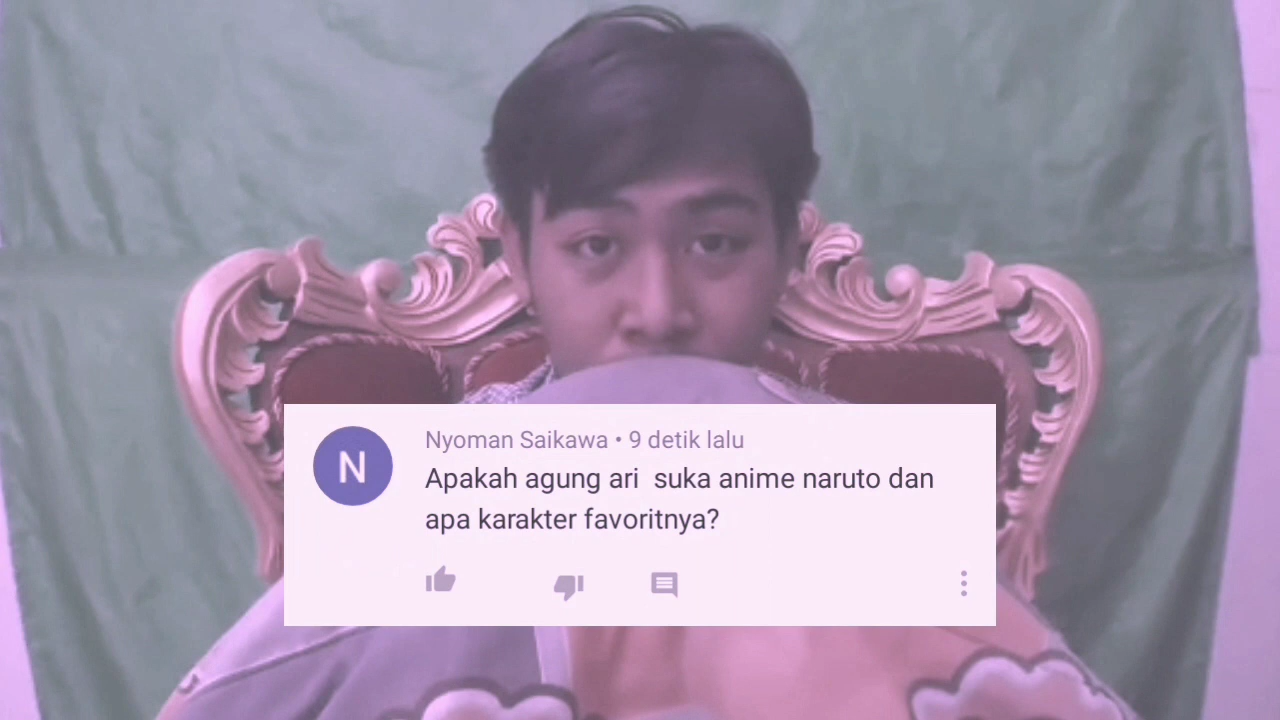 N
Nyoman Saikawa • 9 detik lalu
Apakah agung ari  suka anime naruto dan
apa karakter favoritnya?